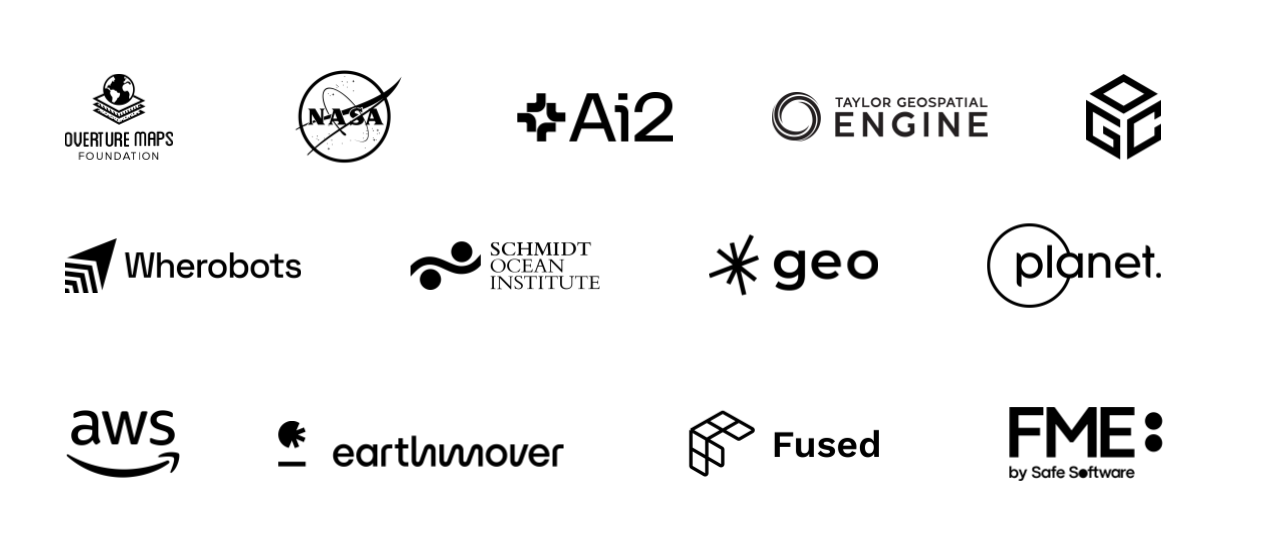 OVERTURE MAPS
FOUNDATION
NASA
Ai2
TAYLOR GEOSPATIAL
ENGINE
OGC
Wherobots
SCHMIDT
OCEAN
INSTITUTE
geo
planet.
aws
earthmover
Fused
FME:
by Safe Software